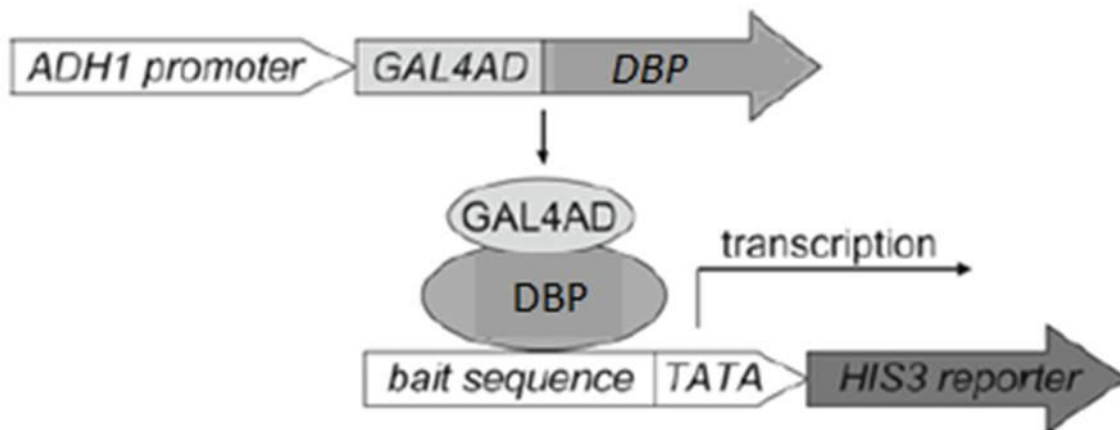 ADH1 promoter GAL4AD DBP
GAL4AD
transcription
DBP
bait sequence TATA HIS3 reporter